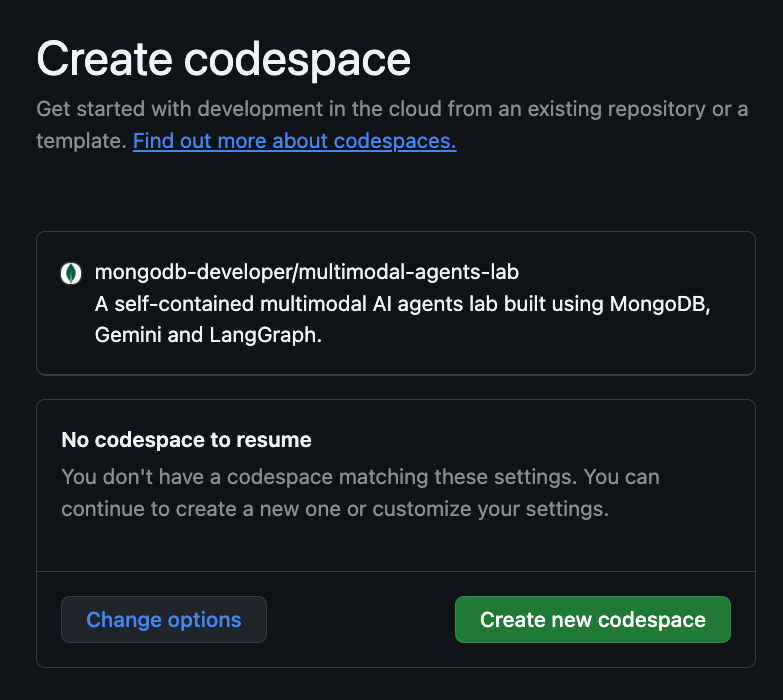 Create codespace
Get started with development in the cloud from an existing repository or a
template. Find out more about codespaces.
mongodb-developer/multimodal-agents-lab
A self-contained multimodal AI agents lab built using MongoDB,
Gemini and LangGraph.
No codespace to resume
You don't have a codespace matching these settings. You can
continue to create a new one or customize your settings.
Change options
Create new codespace